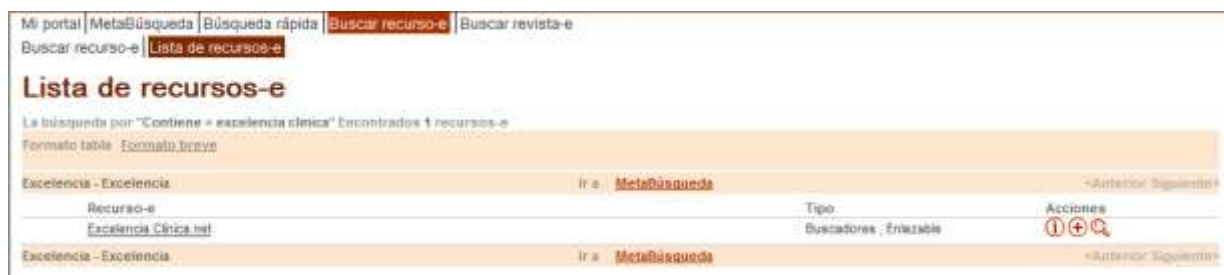 Mi portal MetaBúsqueda Búsqueda rápida Buscar recurso-e Buscar revista-e
Buscar recurso-e Lista de recursos-e
Lista de recursos-e
La búsqueda por "Contiene = excelencia clinica" Encontrados 1 recursos-e
Formato tabla Formato breve
Excelencia - Excelencia Ir a MetaBúsqueda <Anterior Siguiente>
Recurso-e Tipo Acciones
Excelencia Clínica.net Buscadores , Enlazable
Excelencia - Excelencia Ir a MetaBúsqueda <Anterior Siguiente>